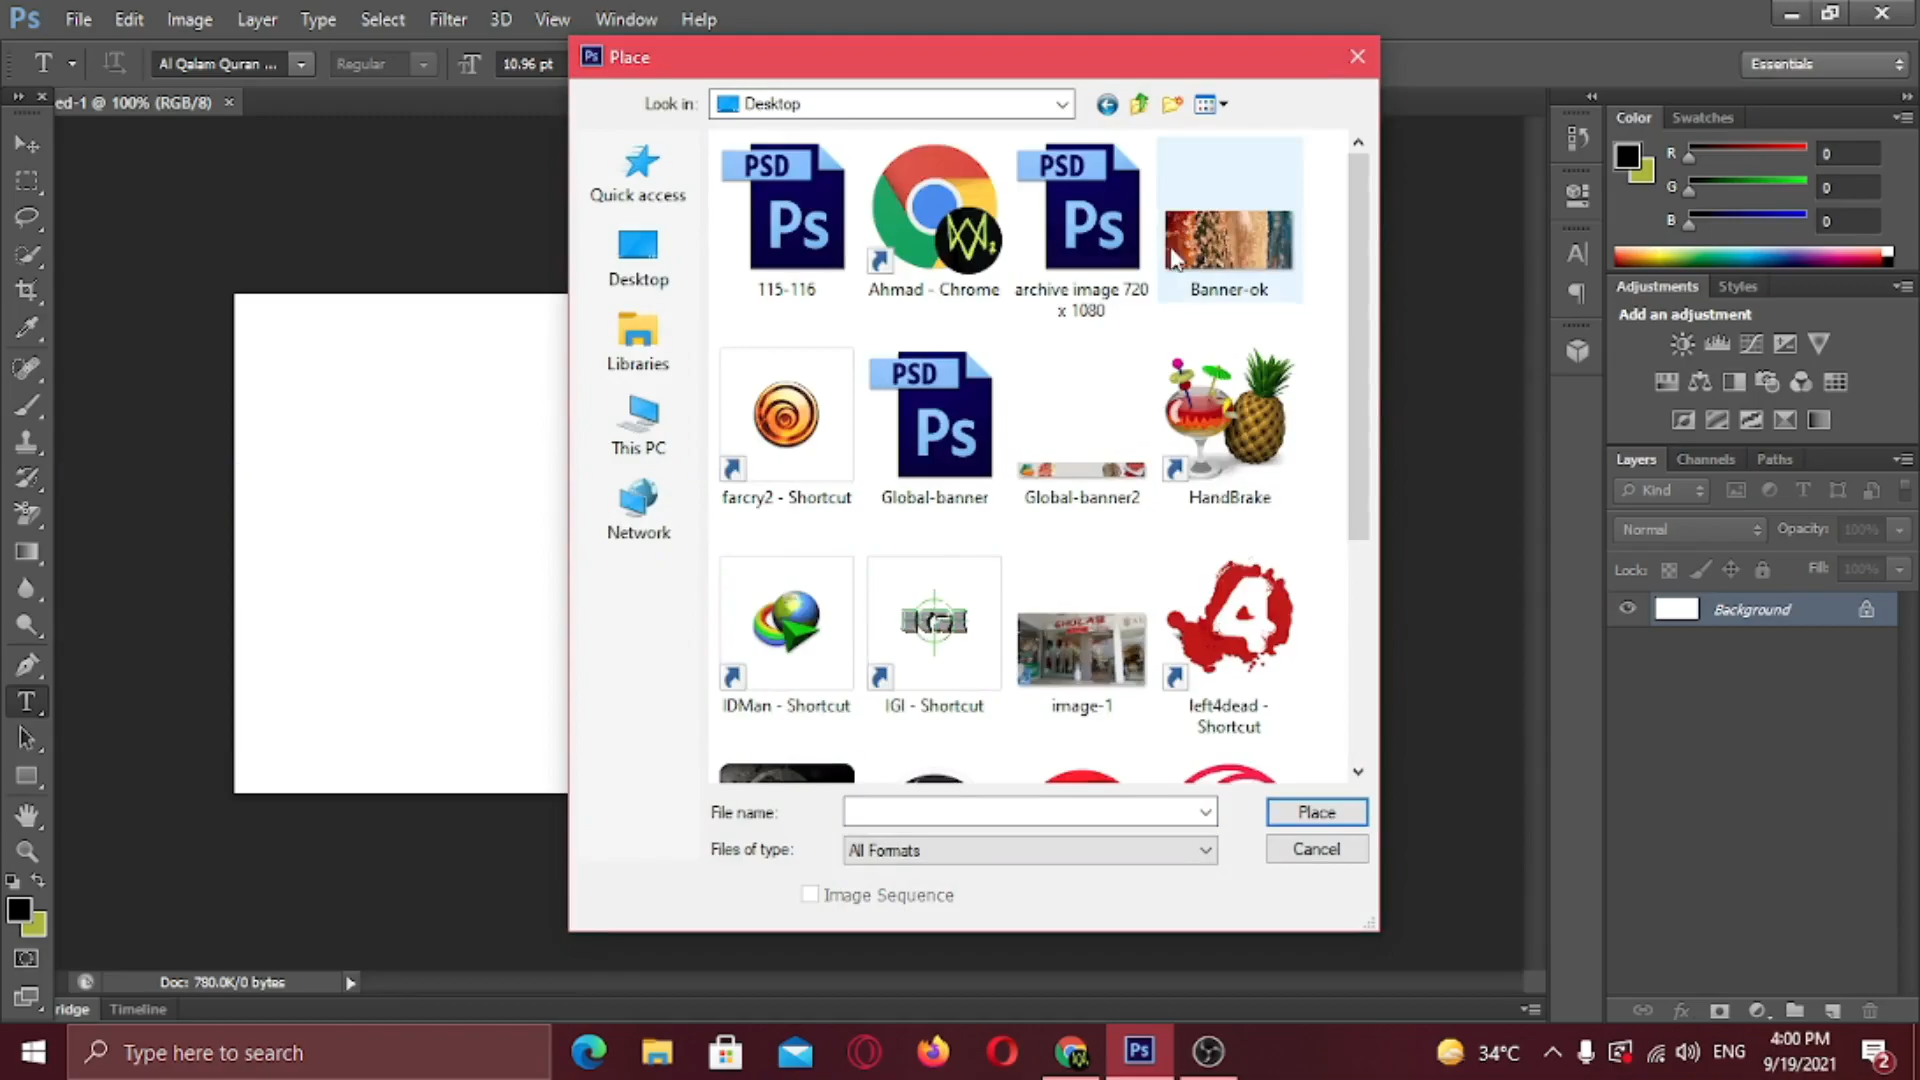 Ps File Edit Image Layer Type Select Filter 3D View Window Help
T Al Qalam Quran ... Regular 10.96 pt Essentials
ed-1 @ 100% (RGB/8) ×
Place
Look in: Desktop
Quick access
Desktop
Libraries
This PC
Network
PSD Ps
115-116
Ahmad - Chrome
PSD Ps
archive image 720
x 1080
Banner-ok
farcry2 - Shortcut
PSD Ps
Global-banner
Global-banner2
HandBrake
IDMan - Shortcut
IGI
IGI - Shortcut
image-1
4
left4dead -
Shortcut
File name:
Place
Files of type: All Formats
Cancel
Image Sequence
Color Swatches
R 0
G 0
B 0
Adjustments Styles
Add an adjustment
Layers Channels Paths
Kind
Normal Opacity: 100%
Lock: Fill: 100%
Background
Doc: 780.0K/0 bytes
ridge Timeline
Type here to search
Ps
34°C
ENG
4:00 PM
9/19/2021
2